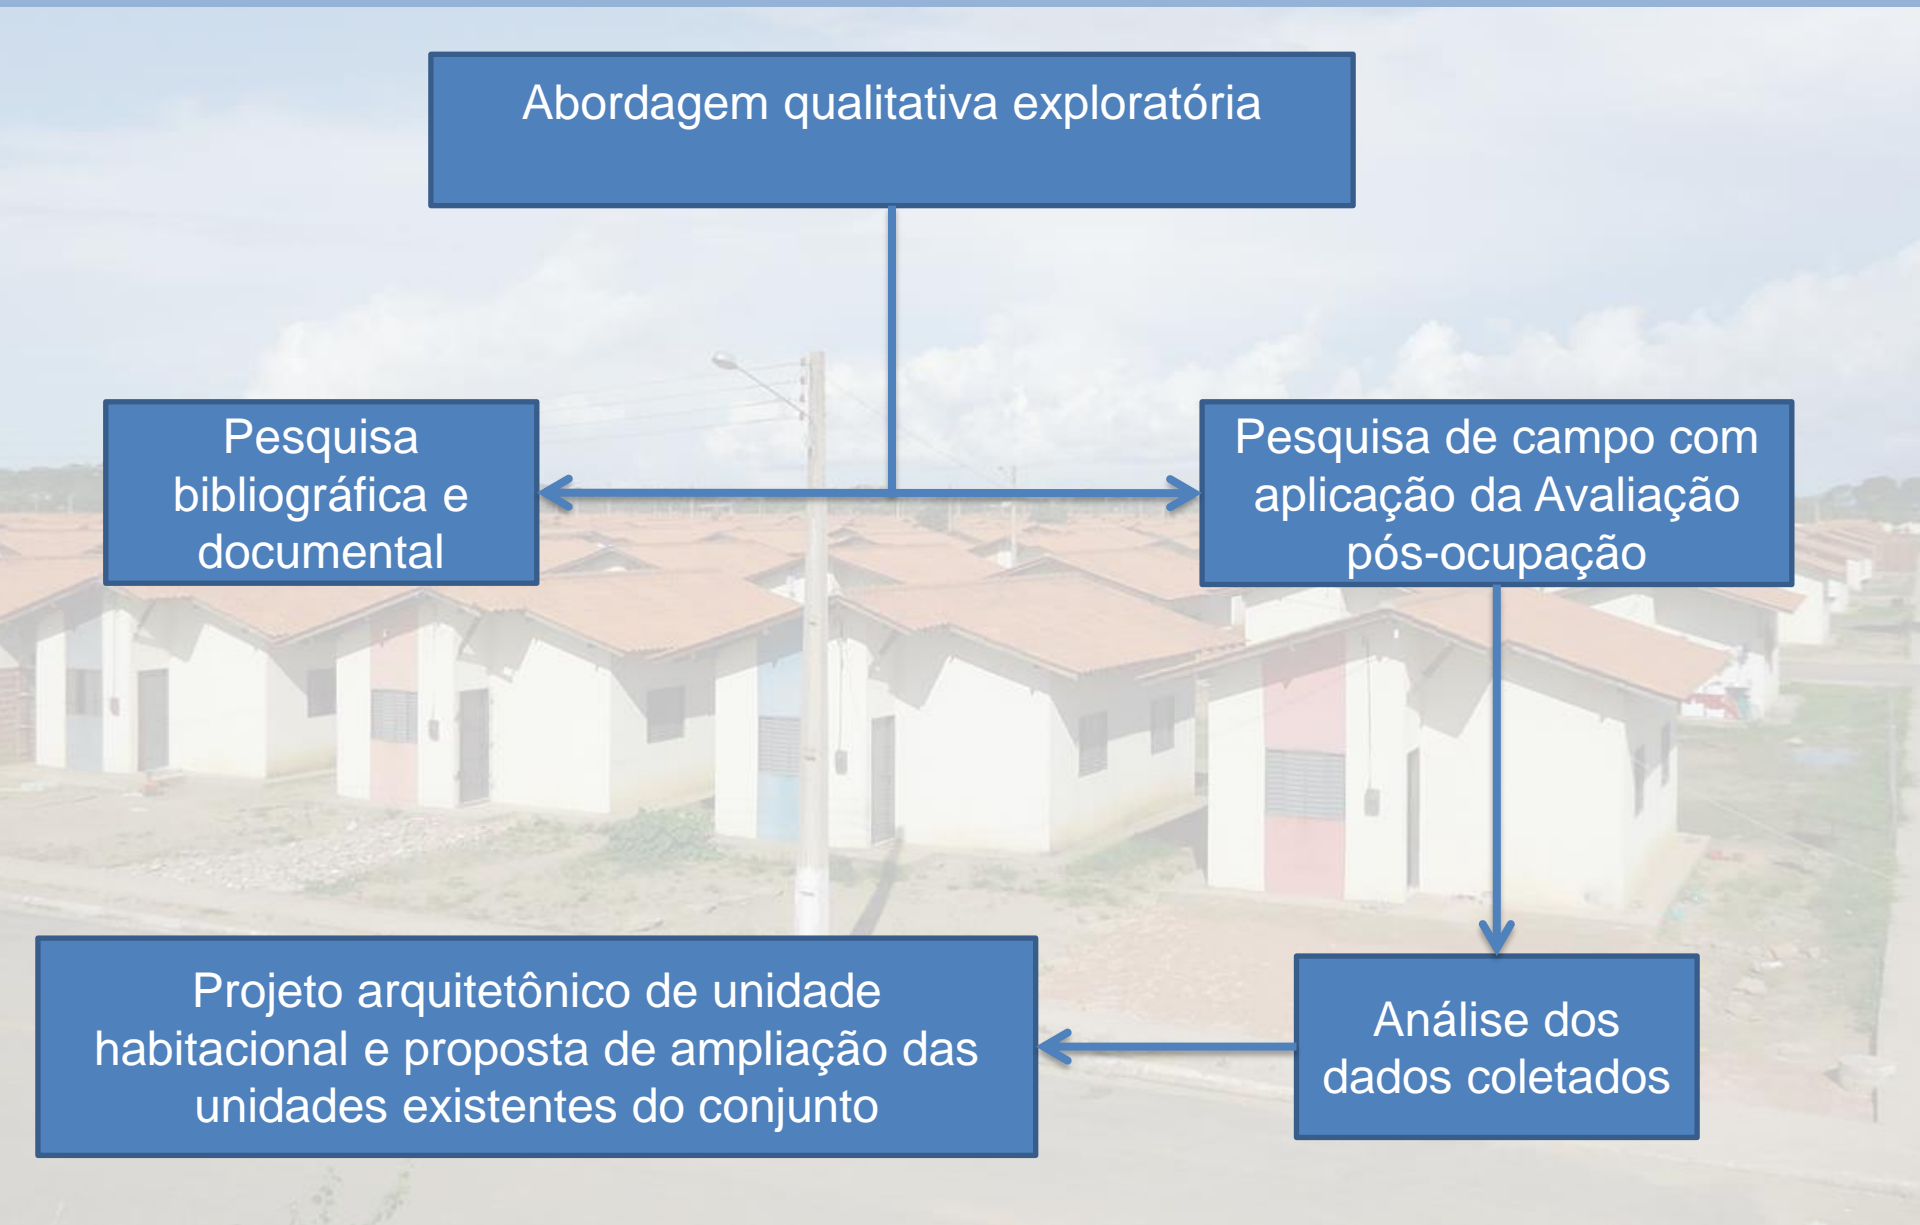 Abordagem qualitativa exploratória
Pesquisa
bibliográfica e
documental
Pesquisa de campo com
aplicação da Avaliação
pós-ocupação
Projeto arquitetônico de unidade
habitacional e proposta de ampliação das
unidades existentes do conjunto
Análise dos
dados coletados